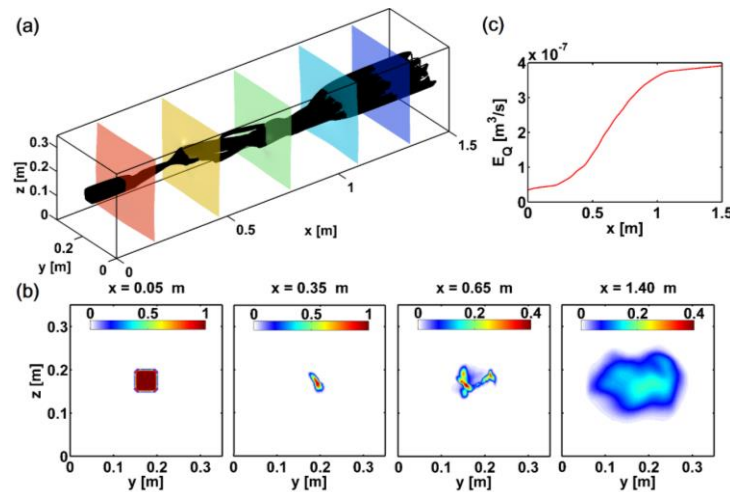 (a)
0.3
0.2
0.1
0
z [m]
0.2
y [m]
0
0
0.5
1
1.5
x [m]
(c)
x 10⁻⁷
4
3
2
1
0
E_Q [m³/s]
0 0.5 1 1.5
x [m]
(b)
x = 0.05 m x = 0.35 m x = 0.65 m x = 1.40 m
0 0.5 1 0 0.5 1 0 0.2 0.4 0 0.2 0.4
0.3
0.2
0.1
0
z [m]
0 0.1 0.2 0.3 0 0.1 0.2 0.3 0 0.1 0.2 0.3 0 0.1 0.2 0.3
y [m] y [m] y [m] y [m]